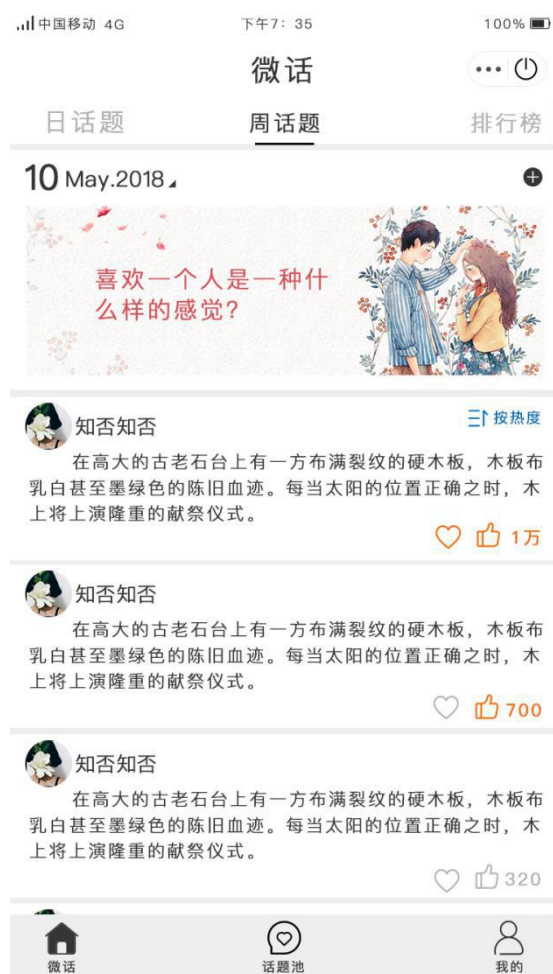 中国移动 4G 下午7：35 100%
微话
日话题 周话题 排行榜
10 May.2018
喜欢一个人是一种什
么样的感觉?
知否知否 按热度
在高大的古老石台上有一方布满裂纹的硬木板，木板布
乳白甚至墨绿色的陈旧血迹。每当太阳的位置正确之时，木
上将上演隆重的献祭仪式。
1万
知否知否
在高大的古老石台上有一方布满裂纹的硬木板，木板布
乳白甚至墨绿色的陈旧血迹。每当太阳的位置正确之时，木
上将上演隆重的献祭仪式。
700
知否知否
在高大的古老石台上有一方布满裂纹的硬木板，木板布
乳白甚至墨绿色的陈旧血迹。每当太阳的位置正确之时，木
上将上演隆重的献祭仪式。
320
微话 话题池 我的